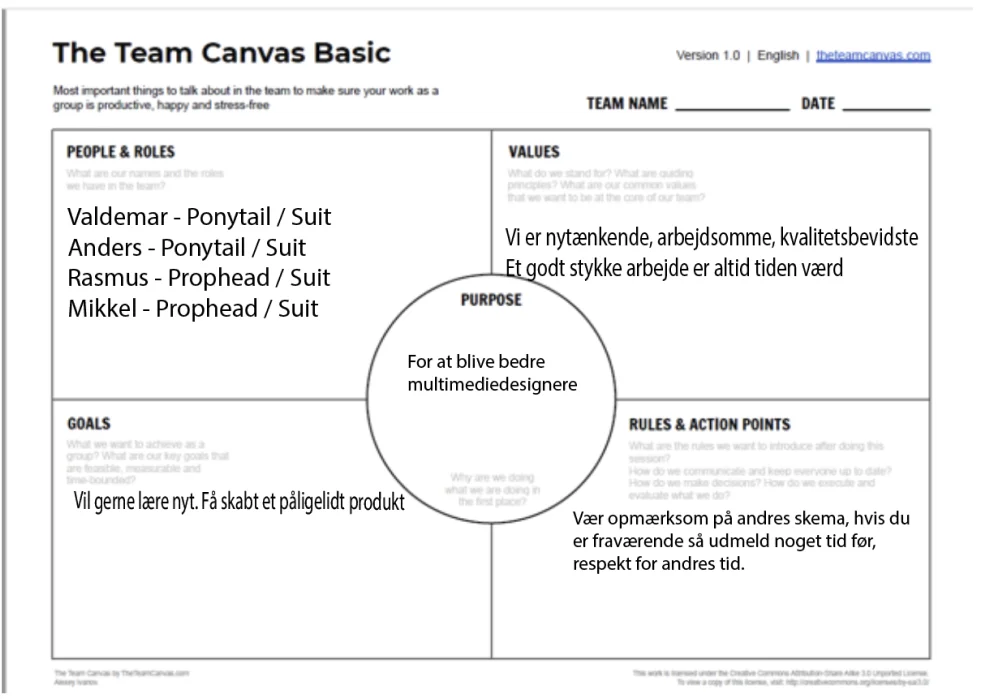 The Team Canvas Basic
Version 1.0 | English | theteamcanvas.com
Most important things to talk about in the team to make sure your work as a
group is productive, happy and stress-free
TEAM NAME
DATE
PEOPLE & ROLES
What are our names and the roles
we have in the team?
Valdemar - Ponytail / Suit
Anders - Ponytail / Suit
Rasmus - Prophead / Suit
Mikkel - Prophead / Suit
VALUES
What do we stand for? What are guiding
principles? What are our common values
that we want to be at the core of our team?
Vi er nytænkende, arbejdsomme, kvalitetsbevidste
Et godt stykke arbejde er altid tiden værd
PURPOSE
For at blive bedre
multimediedesignere
Why are we doing
what we are doing in
the first place?
GOALS
What we want to achieve as a
group? What are our key goals that
are feasible, measurable and
time-bounded?
Vil gerne lære nyt. Få skabt et påligelidt produkt
RULES & ACTION POINTS
What are the rules we want to introduce after doing this
session?
How do we communicate and keep everyone up to date?
How do we make decisions? How do we execute and
evaluate what we do?
Vær opmærksom på andres skema, hvis du
er fraværende så udmeld noget tid før,
respekt for andres tid.
The Team Canvas by TheTeamCanvas.com
Alexey Ivanov
This work is licensed under the Creative Commons Attribution-Share Alike 3.0 Unported License.
To view a copy of this license, visit: http://creativecommons.org/licenses/by-sa/3.0/